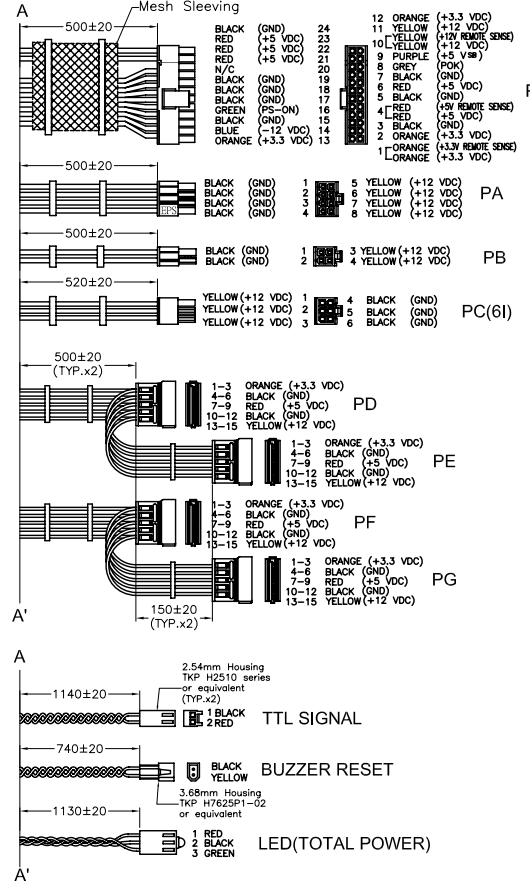 A
Mesh Sleeving
500±20
BLACK (GND) 24
RED (+5 VDC) 23
RED (+5 VDC) 22
RED (+5 VDC) 21
N/C 20
BLACK (GND) 19
BLACK (GND) 18
BLACK (GND) 17
GREEN (PS-ON) 16
BLACK (GND) 15
BLUE (-12 VDC) 14
ORANGE (+3.3 VDC) 13
12 ORANGE (+3.3 VDC)
11 YELLOW (+12 VDC)
10 YELLOW (+12V REMOTE SENSE)
YELLOW (+12 VDC)
9 PURPLE (+5 VSB)
8 GREY (POK)
7 BLACK (GND)
6 RED (+5 VDC)
5 BLACK (GND)
4 RED (+5V REMOTE SENSE)
RED (+5 VDC)
3 BLACK (GND)
2 ORANGE (+3.3 VDC)
1 ORANGE (+3.3V REMOTE SENSE)
ORANGE (+3.3 VDC)
500±20
EPS
BLACK (GND) 1 5 YELLOW (+12 VDC)
BLACK (GND) 2 6 YELLOW (+12 VDC)
BLACK (GND) 3 7 YELLOW (+12 VDC)
BLACK (GND) 4 8 YELLOW (+12 VDC)
PA
500±20
BLACK (GND) 1 3 YELLOW (+12 VDC)
BLACK (GND) 2 4 YELLOW (+12 VDC)
PB
520±20
YELLOW (+12 VDC) 1 4 BLACK (GND)
YELLOW (+12 VDC) 2 5 BLACK (GND)
YELLOW (+12 VDC) 3 6 BLACK (GND)
PC(6I)
500±20
(TYP.x2)
1-3 ORANGE (+3.3 VDC)
4-6 BLACK (GND)
7-9 RED (+5 VDC)
10-12 BLACK (GND)
13-15 YELLOW (+12 VDC)
PD
1-3 ORANGE (+3.3 VDC)
4-6 BLACK (GND)
7-9 RED (+5 VDC)
10-12 BLACK (GND)
13-15 YELLOW (+12 VDC)
PE
1-3 ORANGE (+3.3 VDC)
4-6 BLACK (GND)
7-9 RED (+5 VDC)
10-12 BLACK (GND)
13-15 YELLOW (+12 VDC)
PF
1-3 ORANGE (+3.3 VDC)
4-6 BLACK (GND)
7-9 RED (+5 VDC)
10-12 BLACK (GND)
13-15 YELLOW (+12 VDC)
PG
150±20
(TYP.x2)
A'
A
2.54mm Housing
TKP H2510 series
or equivalent
(TYP.x2)
1140±20
1 BLACK
2 RED
TTL SIGNAL
740±20
BLACK
YELLOW
BUZZER RESET
3.68mm Housing
TKP H7625P1-02
or equivalent
1130±20
1 RED
2 BLACK
3 GREEN
LED(TOTAL POWER)
A'